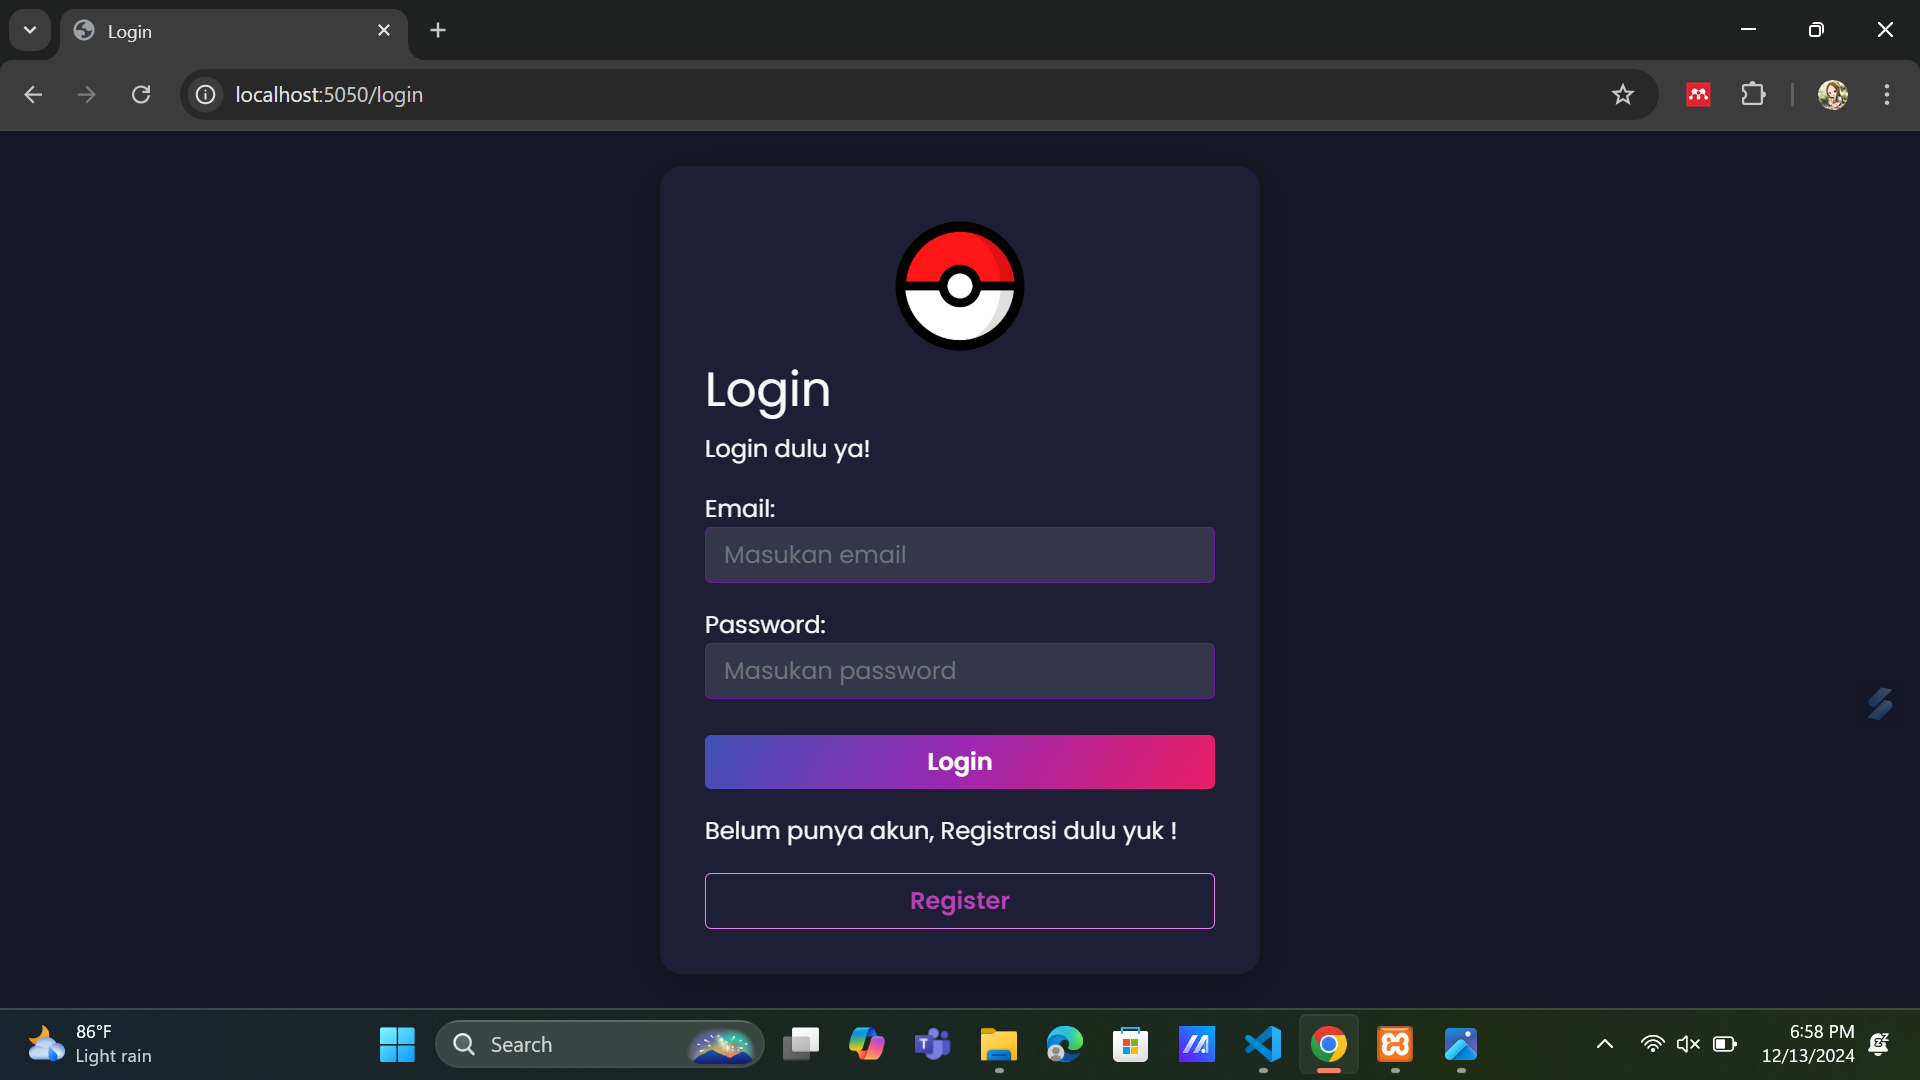 Login
localhost:5050/login
Login
Login dulu ya!
Email:
Masukan email
Password:
Masukan password
Login
Belum punya akun, Registrasi dulu yuk !
Register
86°F
Light rain
Search
6:58 PM
12/13/2024